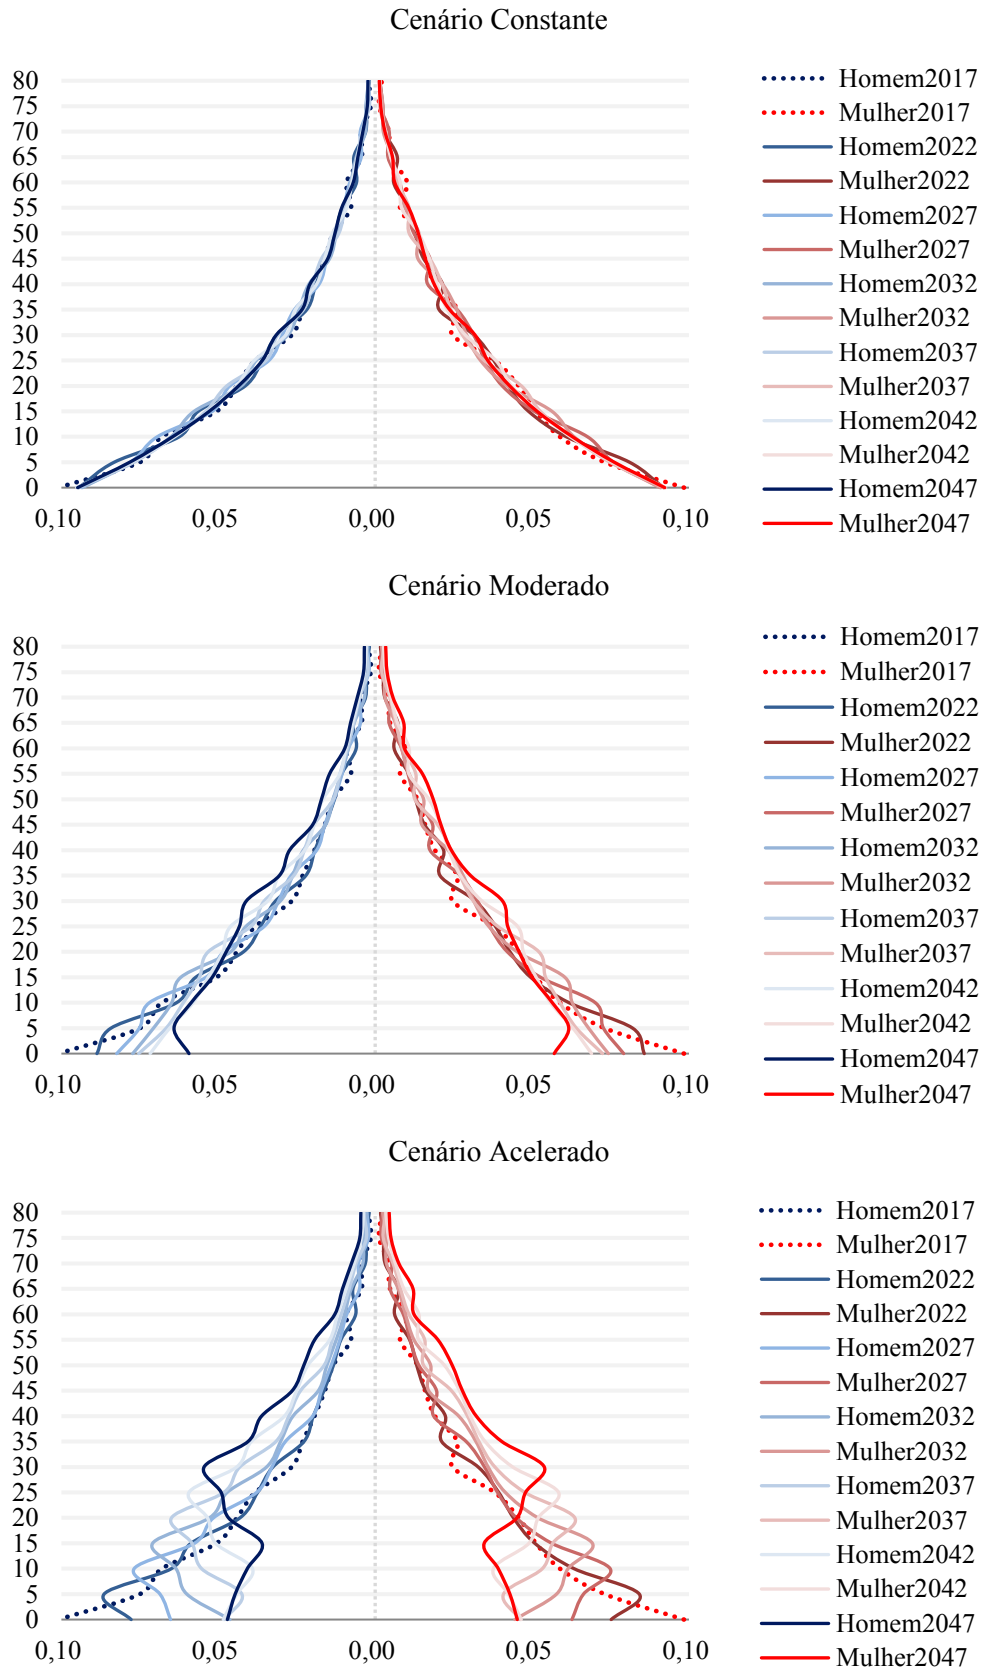 Cenário Constante
80
75
70
65
60
55
50
45
40
35
30
25
20
15
10
5
0
0,10 0,05 0,00 0,05 0,10
Homem2017
Mulher2017
Homem2022
Mulher2022
Homem2027
Mulher2027
Homem2032
Mulher2032
Homem2037
Mulher2037
Homem2042
Mulher2042
Homem2047
Mulher2047
Cenário Moderado
80
75
70
65
60
55
50
45
40
35
30
25
20
15
10
5
0
0,10 0,05 0,00 0,05 0,10
Homem2017
Mulher2017
Homem2022
Mulher2022
Homem2027
Mulher2027
Homem2032
Mulher2032
Homem2037
Mulher2037
Homem2042
Mulher2042
Homem2047
Mulher2047
Cenário Acelerado
80
75
70
65
60
55
50
45
40
35
30
25
20
15
10
5
0
0,10 0,05 0,00 0,05 0,10
Homem2017
Mulher2017
Homem2022
Mulher2022
Homem2027
Mulher2027
Homem2032
Mulher2032
Homem2037
Mulher2037
Homem2042
Mulher2042
Homem2047
Mulher2047